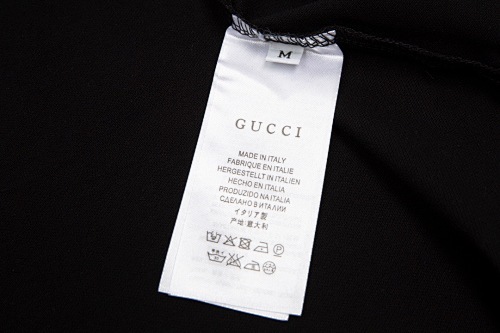 M
GUCCI
MADE IN ITALY
FABRIQUE EN ITALIE
HERGESTELLT IN ITALIEN
HECHO EN ITALIA
PRODUZIDO NA ITALIA
СДЕЛАНО В ИТАЛИИ
イタリア製
产地:意大利